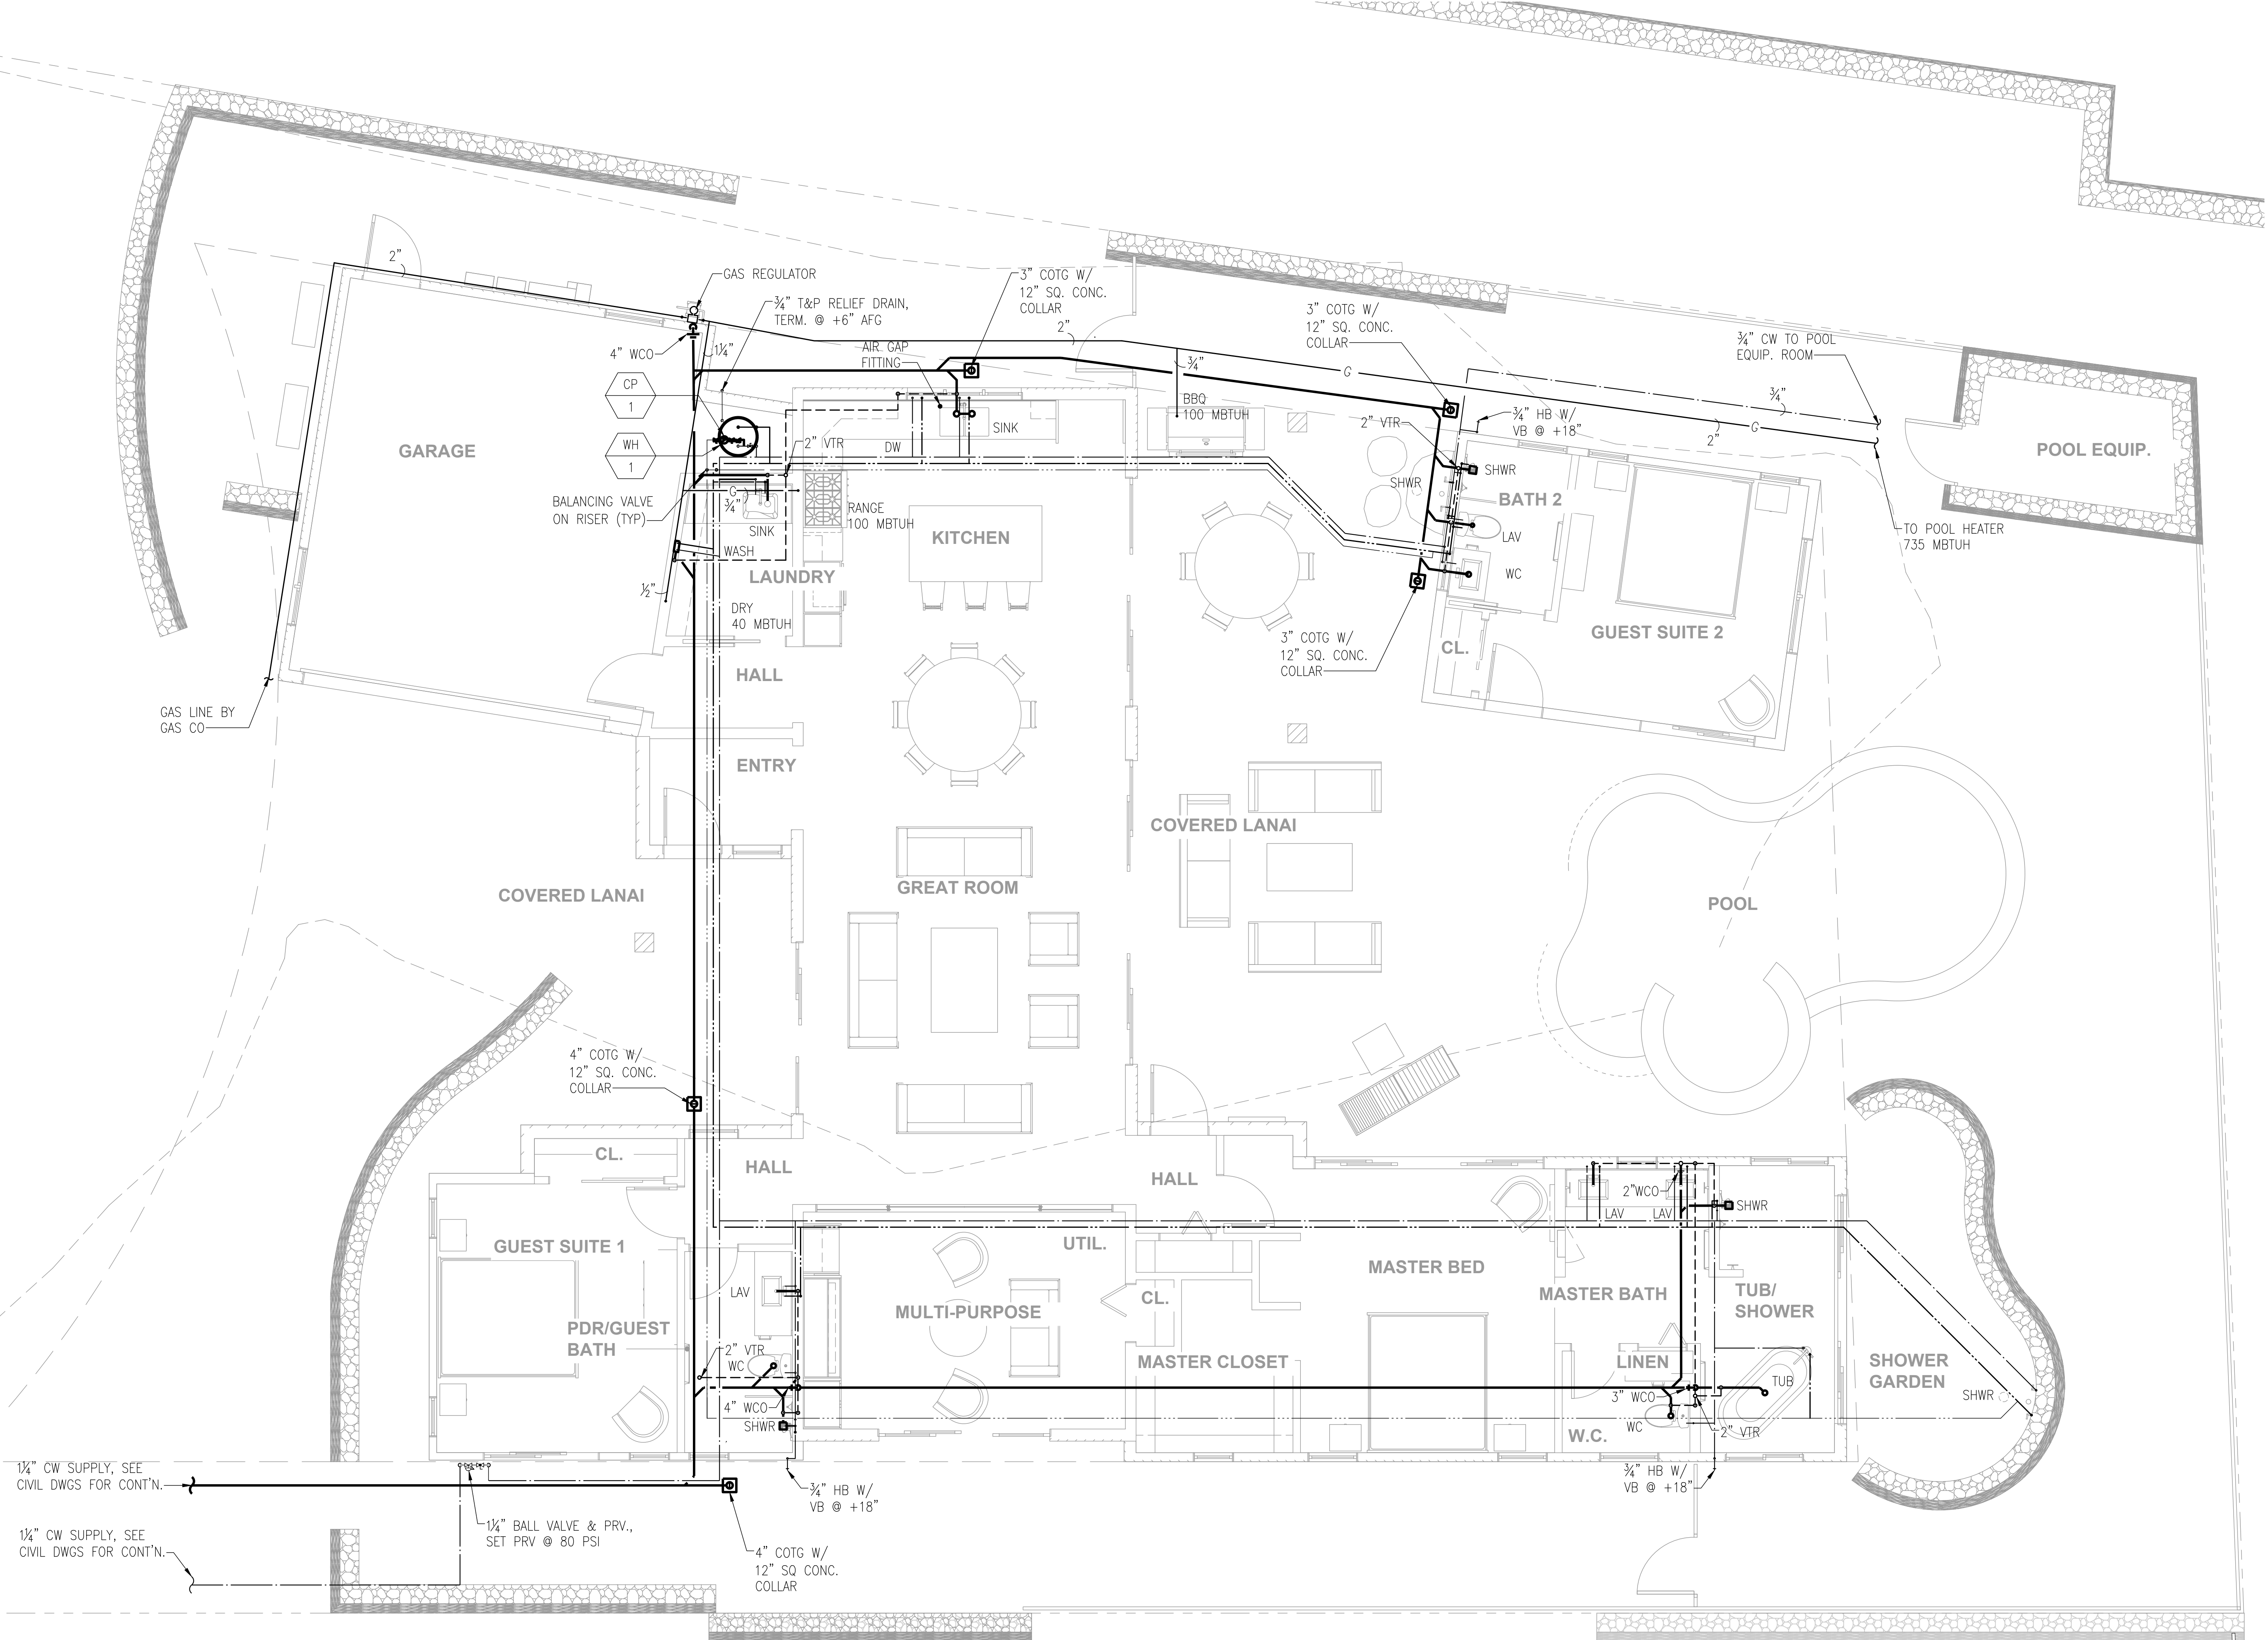 2"
GAS REGULATOR
¾" T&P RELIEF DRAIN,
TERM. @ +6" AFG
3" COTG W/
12" SQ. CONC.
COLLAR
4" WCO
1¼"
AIR GAP
FITTING
2"
¾"
3" COTG W/
12" SQ. CONC.
COLLAR
G
¾" CW TO POOL
EQUIP. ROOM
¾"
CP
1
WH
1
BBQ
100 MBTUH
SINK
DW
2" VTR
2" VTR
¾" HB W/
VB @ +18"
2"
G
GARAGE
POOL EQUIP.
SHWR
SHWR
BATH 2
BALANCING VALVE
ON RISER (TYP)
G
¾"
SINK
RANGE
100 MBTUH
KITCHEN
LAV
TO POOL HEATER
735 MBTUH
WASH
LAUNDRY
WC
½"
DRY
40 MBTUH
3" COTG W/
12" SQ. CONC.
COLLAR
GUEST SUITE 2
CL.
HALL
GAS LINE BY
GAS CO
ENTRY
COVERED LANAI
COVERED LANAI
GREAT ROOM
POOL
4" COTG W/
12" SQ. CONC.
COLLAR
CL.
HALL
HALL
2"WCO
LAV
LAV
SHWR
GUEST SUITE 1
UTIL.
MASTER BED
LAV
MULTI-PURPOSE
CL.
MASTER BATH
TUB/
SHOWER
PDR/GUEST
BATH
2" VTR
WC
MASTER CLOSET
LINEN
SHOWER
GARDEN
TUB
SHWR
4" WCO
3" WCO
SHWR
WC
W.C.
2" VTR
1¼" CW SUPPLY, SEE
CIVIL DWGS FOR CONT'N.
¾" HB W/
VB @ +18"
¾" HB W/
VB @ +18"
1¼" BALL VALVE & PRV.,
SET PRV @ 80 PSI
1¼" CW SUPPLY, SEE
CIVIL DWGS FOR CONT'N.
4" COTG W/
12" SQ CONC.
COLLAR